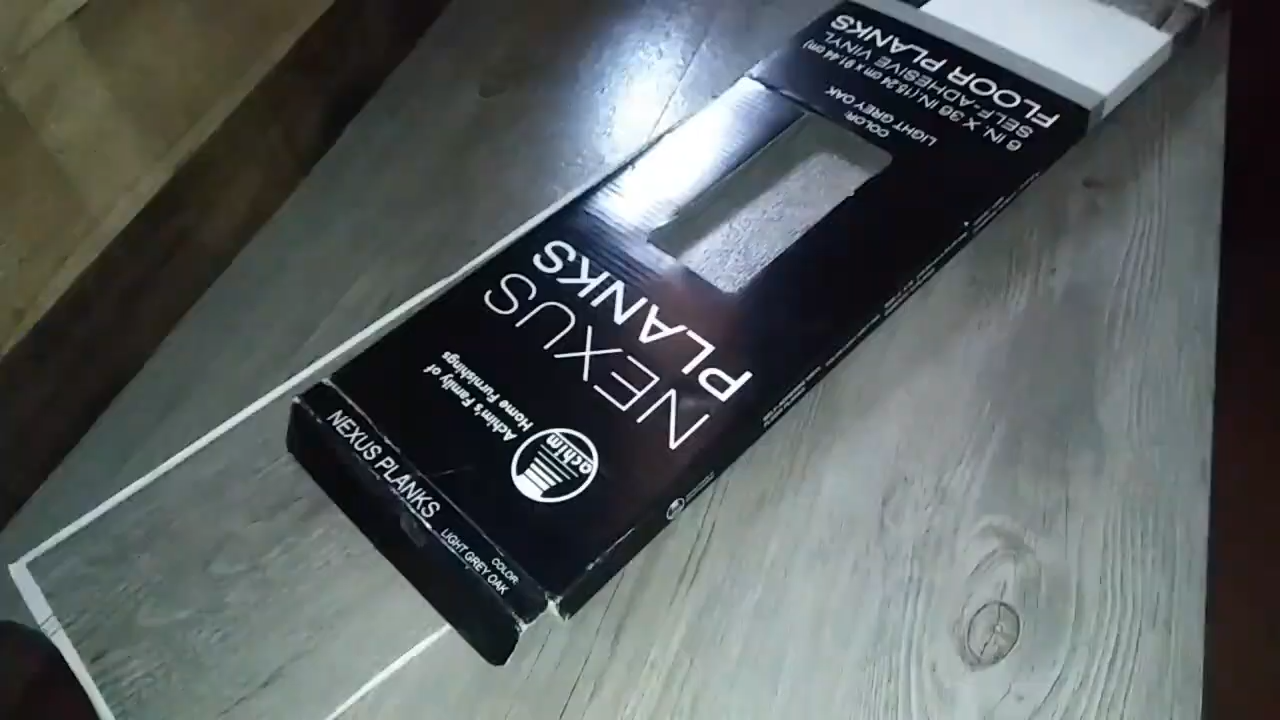 FLOOR PLANKS
SELF-ADHESIVE VINYL
6 IN X 36 IN (15.24 cm X 91.44 cm)
COLOR:
LIGHT GREY OAK
NEXUS
PLANKS
Achim's Family of
Home Furnishings
achim
NEXUS PLANKS
COLOR:
LIGHT GREY OAK